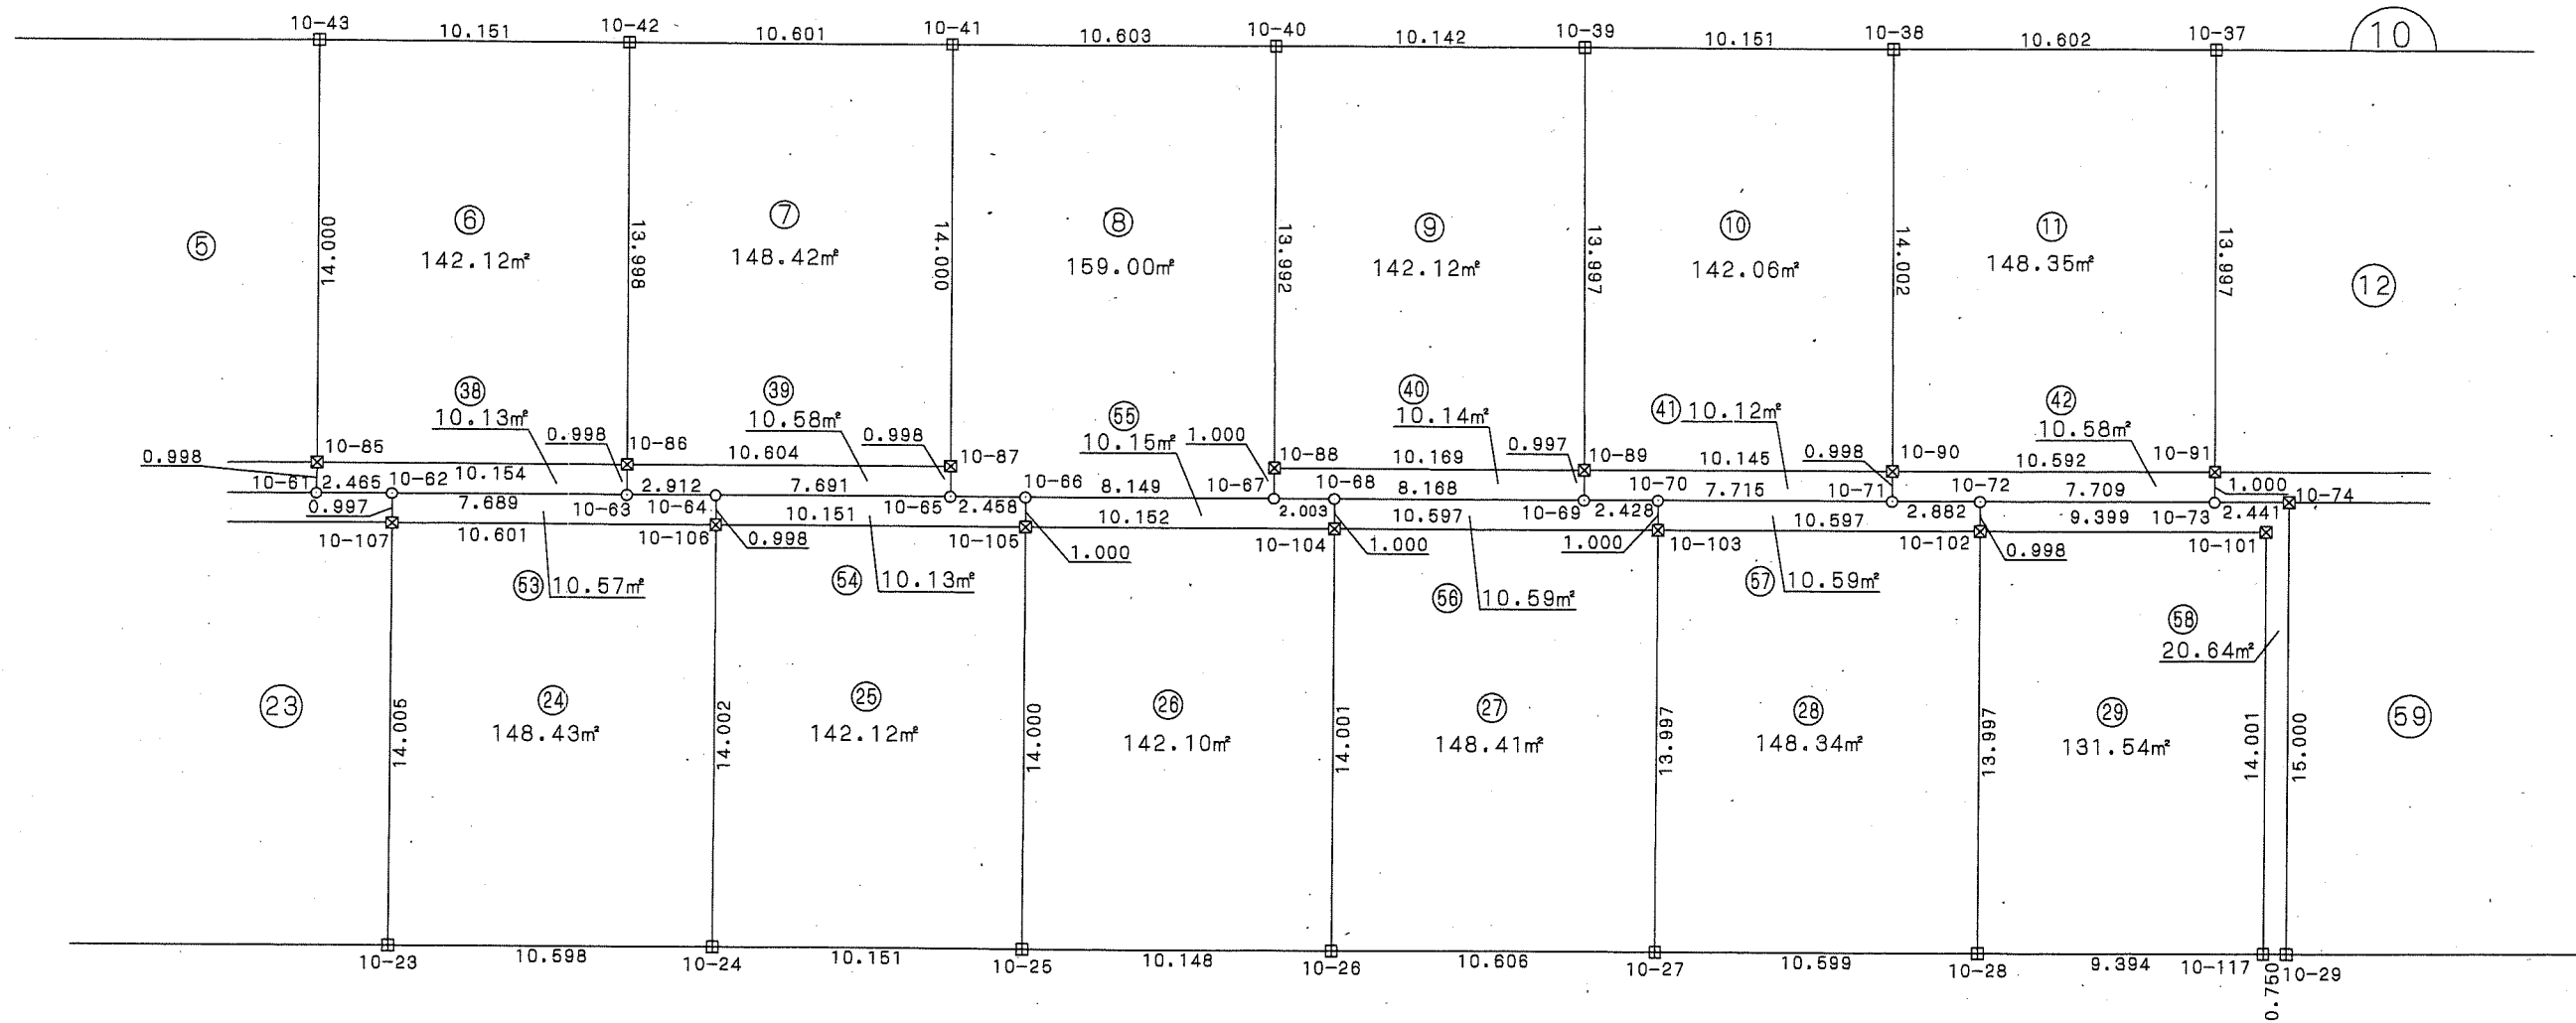 10-43 10.151 10-42 10.601 10-41 10.603 10-40 10.142 10-39 10.151 10-38 10.602 10-37 10
14.000 13.998 14.000 13.992 13.997 14.002 13.997
⑤ ⑥ ⑦ ⑧ ⑨ ⑩ ⑪ ⑫
142.12㎡ 148.42㎡ 159.00㎡ 142.12㎡ 142.06㎡ 148.35㎡
㊳ ㊴ 55 ㊵ ㊶ ㊷
10.13㎡ 10.58㎡ 10.15㎡ 10.14㎡ 10.12㎡ 10.58㎡
0.998 0.998 0.998 1.000 0.997 0.998 1.000
10-85 10-86 10-87 10-88 10-89 10-90 10-91
10.154 10.604 10.169 10.145 10.592
10-61 2.465 10-62 7.689 10-63 2.912 10-64 7.691 10-65 2.458 10-66 8.149 10-67 2.003 10-68 8.168 10-69 2.428 10-70 7.715 10-71 2.882 10-72 7.709 10-73 2.441 10-74
0.997 0.998 1.000 1.000 1.000 0.998
10-107 10.601 10-106 10.151 10-105 10.152 10-104 10.597 10-103 10.597 10-102 9.399 10-101
53 10.57㎡ 54 10.13㎡ 56 10.59㎡ 57 10.59㎡ 58 20.64㎡
㉓ ㉔ ㉕ ㉖ ㉗ ㉘ ㉙ 59
148.43㎡ 142.12㎡ 142.10㎡ 148.41㎡ 148.34㎡ 131.54㎡
14.005 14.002 14.000 14.001 13.997 13.997 14.001 15.000
10-23 10.598 10-24 10.151 10-25 10.148 10-26 10.606 10-27 10.599 10-28 9.394 10-117 0.750 10-29